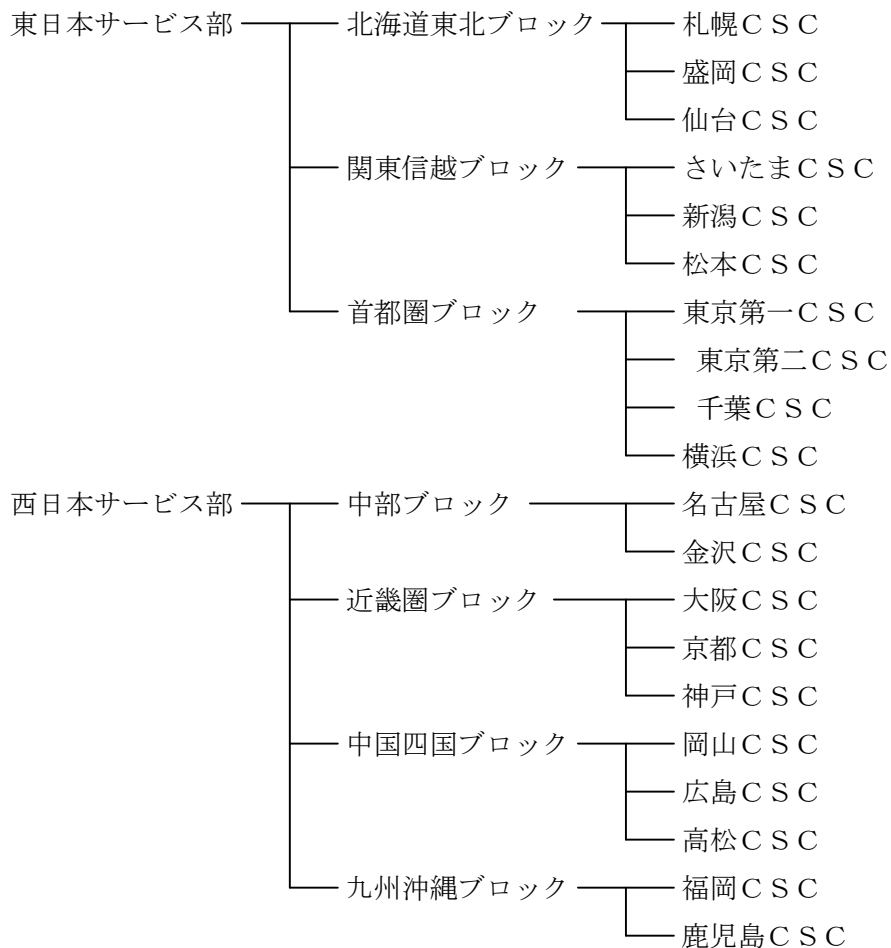 東日本サービス部 北海道東北ブロック 札幌ＣＳＣ
盛岡ＣＳＣ
仙台ＣＳＣ
関東信越ブロック さいたまＣＳＣ
新潟ＣＳＣ
松本ＣＳＣ
首都圏ブロック 東京第一ＣＳＣ
東京第二ＣＳＣ
千葉ＣＳＣ
横浜ＣＳＣ
西日本サービス部 中部ブロック 名古屋ＣＳＣ
金沢ＣＳＣ
近畿圏ブロック 大阪ＣＳＣ
京都ＣＳＣ
神戸ＣＳＣ
中国四国ブロック 岡山ＣＳＣ
広島ＣＳＣ
高松ＣＳＣ
九州沖縄ブロック 福岡ＣＳＣ
鹿児島ＣＳＣ